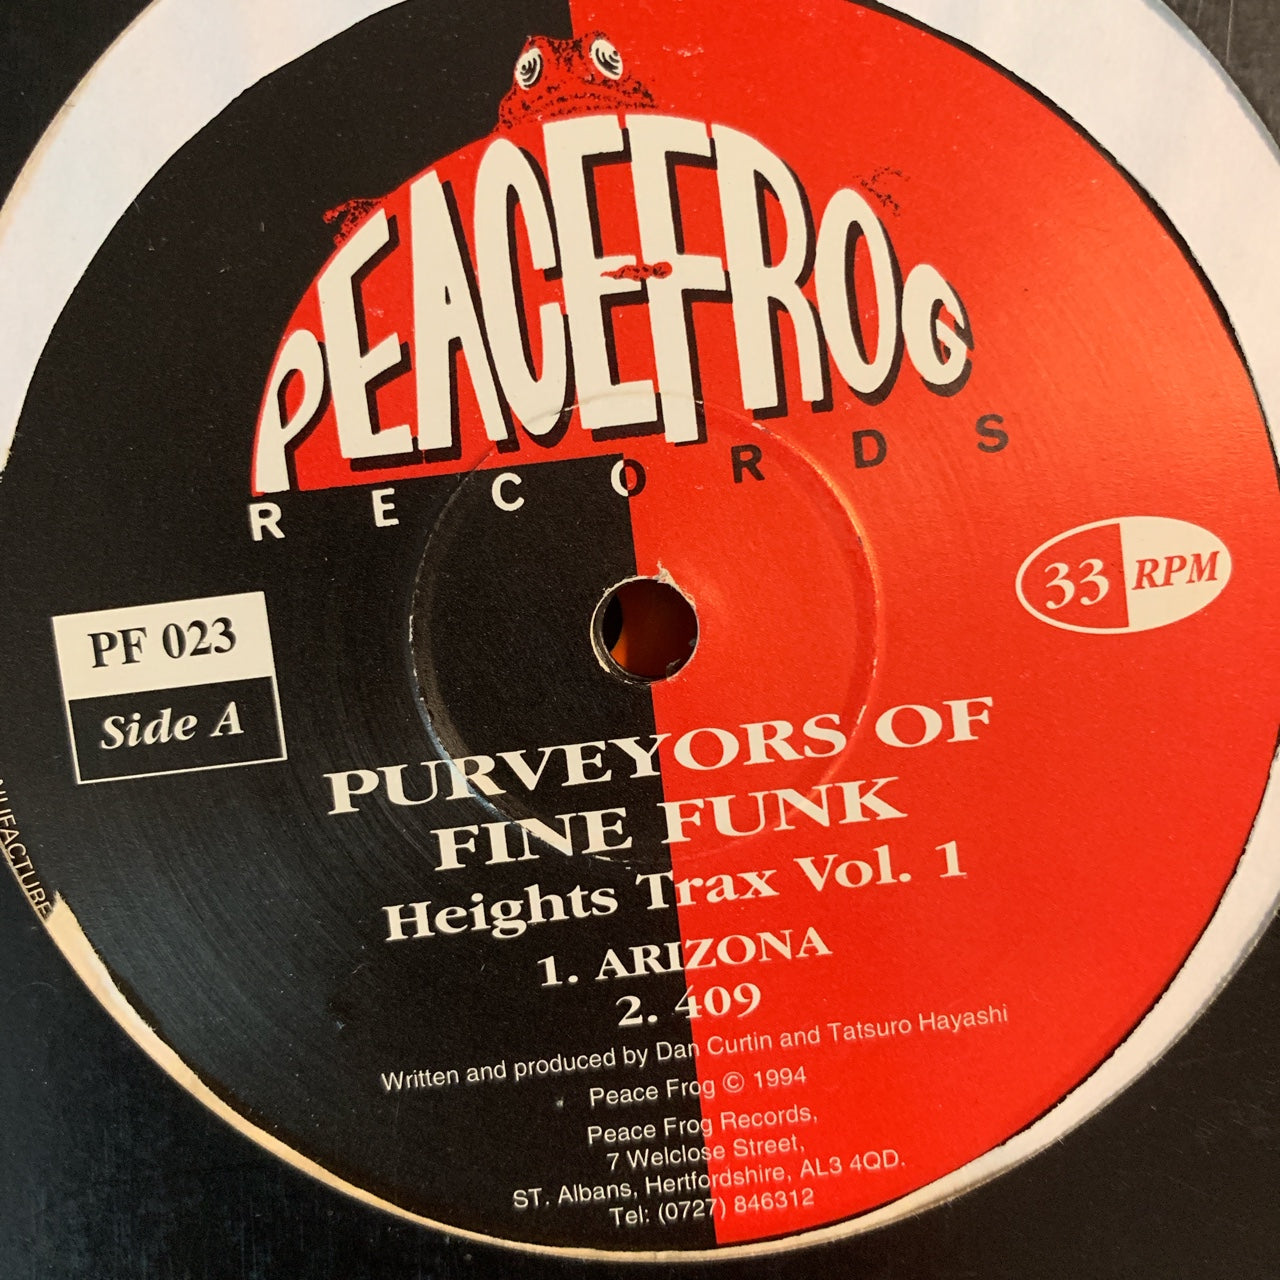 PEACEFROG
RECORDS
33 RPM
PF 023
Side A
PURVEYORS OF
FINE FUNK
Heights Trax Vol. 1
1. ARIZONA
2. 409
Written and produced by Dan Curtin and Tatsuro Hayashi
Peace Frog © 1994
Peace Frog Records,
7 Welclose Street,
ST. Albans, Hertfordshire, AL3 4QD.
Tel: (0727) 846312